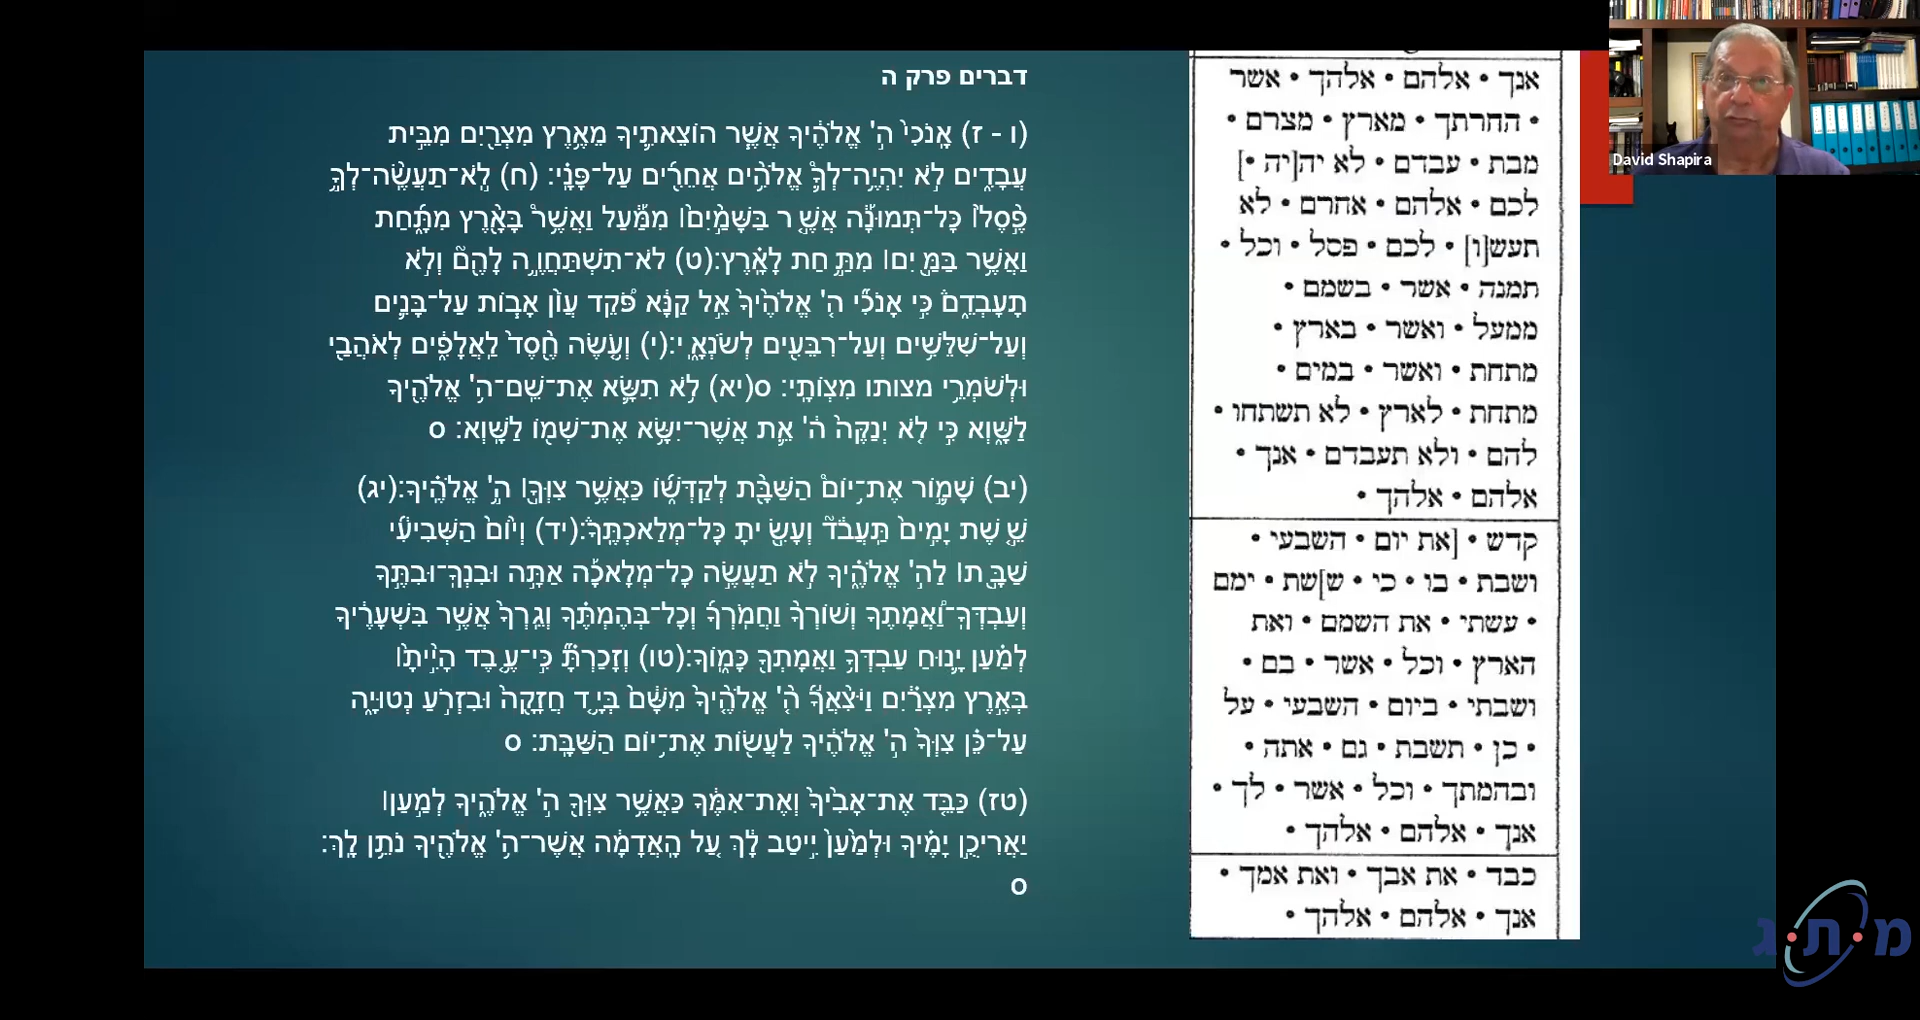 דברים פרק ה
(ו - ז) אָֽנֹכִי֙ ה֣' אֱלֹהֶ֔יךָ אֲשֶׁ֧ר הוֹצֵאתִ֛יךָ מֵאֶ֥רֶץ מִצְרַ֖יִם מִבֵּ֣ית
עֲבָדִ֑ים לֹ֣א יִהְיֶֽה־לְךָ֩ אֱלֹהִ֨ים אֲחֵרִ֜ים עַל־פָּנָֽי׃ (ח) לֹֽא־תַעֲשֶׂ֨ה־לְךָ֥
פֶ֙סֶל֙׀ כָּל־תְּמוּנָ֡ה אֲשֶׁ֣ר בַּשָּׁמַ֣יִם׀ מִמַּ֡עַל וַאֲשֶׁר֩ בָּאָ֨רֶץ מִתַּ֜חַת
וַאֲשֶׁ֥ר בַּמַּ֣יִם׀ מִתַּ֣חַת לָאָ֗רֶץ׃(ט) לֹא־תִשְׁתַּחֲוֶ֥ה לָהֶ֖ם וְלֹ֣א
תָעָבְדֵ֑ם כִּ֣י אָנֹכִ֞י ה֤' אֱלֹהֶ֙יךָ֙ אֵ֣ל קַנָּ֔א פֹּ֠קֵד עֲוֹ֨ן אָב֧וֹת עַל־בָּנִ֛ים
וְעַל־שִׁלֵּשִׁ֥ים וְעַל־רִבֵּעִ֖ים לְשֹׂנְאָֽ֑י׃(י) וְעֹ֥שֶׂה חֶ֖סֶד לַֽאֲלָפִ֑֔ים לְאֹהֲבַ֖י
וּלְשֹׁמְרֵ֥י מצותו מִצְוֹתָֽי׃ ס(יא) לֹ֥א תִשָּׂ֛א אֶת־שֵֽׁם־ה֥' אֱלֹהֶ֖יךָ
לַשָּׁ֑וְא כִּ֣י לֹ֤א יְנַקֶּה֙ ה֔' אֵ֛ת אֲשֶׁר־יִשָּׂ֥א אֶת־שְׁמ֖וֹ לַשָּֽׁוְא׃ ס
(יב) שָׁמ֛֣וֹר אֶת־י֥וֹם֩ הַשַּׁבָּ֖֨ת לְקַדְּשׁ֑֜וֹ כַּאֲשֶׁ֥ר צִוְּךָ֖֣׀ ה֥֣' אֱלֹהֶֽ֗יךָ׃(יג)
שֵׁ֤֣שֶׁת יָמִ֣ים֙ תַּֽעֲבֹ֔ד֮ וְעָשִׂ֖֣יתָ כָּֿל־מְלַאכְתֶּֽךָ֒׃(יד) וְי֙וֹם֙ הַשְּׁבִיעִ֔֜י
שַׁבָּ֖֣ת׀ לַה֣' אֱלֹהֶ֑֗יךָ לֹ֣א תַעֲשֶׂ֣ה כָל־מְלָאכָ֡ה אַתָּ֣ה וּבִנְךָֽ־וּבִתֶּ֣ךָ
וְעַבְדְּךָֽ־וַ֠אֲמָתֶךָ וְשׁוֹרְךָ֨ וַחֲמֹֽרְךָ֜ וְכָל־בְּהֶמְתֶּ֗ךָ וְגֵֽרְךָ֙ אֲשֶׁ֣ר בִּשְׁעָרֶ֔יךָ
לְמַ֗עַן יָנ֛וּחַ עַבְדְּךָ֥ וַאֲמָתְךָ֖ כָּמֽ֑וֹךָ׃(טו) וְזָכַרְתָּ֞֗ כִּ֣י־עֶ֤֥בֶד הָיִ֣֙יתָ֙׀
בְּאֶ֣רֶץ מִצְרַ֔֗יִם וַיֹּצִ֨אֲךָ֜ ה֤֨' אֱלֹהֶ֤֙יךָ֙ מִשָּׁ֔ם֙ בְּיָ֤֥ד חֲזָקָ֖ה֙ וּבִזְרֹ֣עַ נְטוּיָ֑ה
עַל־כֵּ֗ן צִוְּךָ֙ ה֣' אֱלֹהֶ֔יךָ לַעֲשׂ֖וֹת אֶת־י֥וֹם הַשַּׁבָּֽת׃ ס
(טז) כַּבֵּ֤ד אֶת־אָבִ֙יךָ֙ וְאֶת־אִמֶּ֔ךָ כַּאֲשֶׁ֥ר צִוְּךָ֖ ה֣' אֱלֹהֶ֑יךָ לְמַ֣עַן׀
יַאֲרִיכֻ֣ן יָמֶ֗יךָ וּלְמַ֙עַן֙ יִ֣יטַב לָ֔ךְ עַ֚ל הָֽאֲדָמָ֔ה אֲשֶׁר־ה֥' אֱלֹהֶ֖יךָ נֹתֵ֥ן לָֽךְ׃
ס
אנך • אלהם • אלהך • אשר
• החרתך • מארץ • מצרם •
מבת • עבדם • לא יה[יה •]
לכם • אלהם • אחרם • לא
תעש[ו] • לכם • פסל • וכל •
תמנה • אשר • בשמם •
ממעל • ואשר • בארץ •
מתחת • ואשר • במים •
מתחת • לארץ • לא תשתחו •
להם • ולא תעבדם • אנך •
אלהם • אלהך •
קדש • [את יום • השבעי •
ושבת • בו • כי • ש]שת • ימם
• עשתי • את השמם • ואת
הארץ • וכל • אשר • בם •
ושבתי • ביום • השבעי • על
• כן • תשבת • גם • אתה •
ובהמתך • וכל • אשר • לך •
אנך • אלהם • אלהך •
כבד • את אבך • ואת אמך •
אנך • אלהם • אלהך •
David Shapira
מ.ת.ג